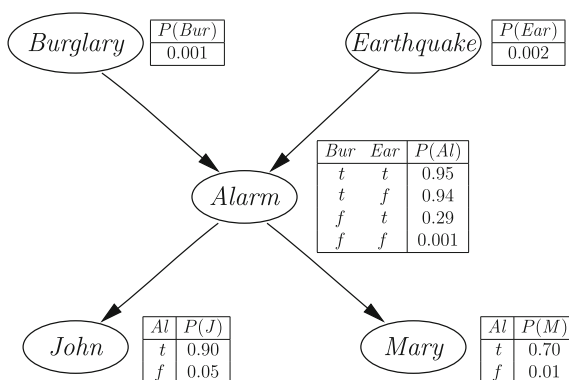 Burglary
P(Bur)
0.001
Earthquake
P(Ear)
0.002
Bur Ear P(Al)
t t 0.95
t f 0.94
f t 0.29
f f 0.001
Alarm
John
Al P(J)
t 0.90
f 0.05
Mary
Al P(M)
t 0.70
f 0.01